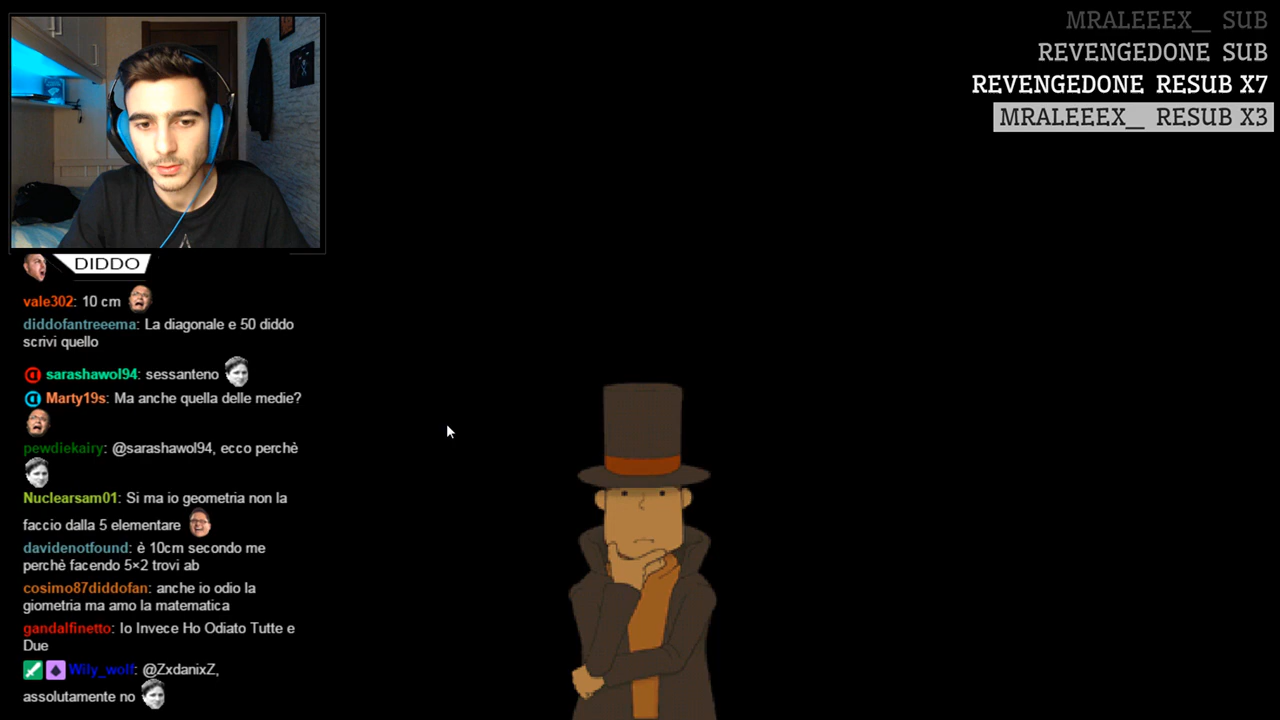 MRALEEEX_ SUB
REVENGEDONE SUB
REVENGEDONE RESUB X7
MRALEEEX_ RESUB X3
DIDDO
vale302: 10 cm
diddofantreeema: La diagonale e 50 diddo
scrivi quello
sarashawol94: sessanteno
Marty19s: Ma anche quella delle medie?
pewdiekairy: @sarashawol94, ecco perchè
Nuclearsam01: Si ma io geometria non la
faccio dalla 5 elementare
davidenotfound: è 10cm secondo me
perchè facendo 5×2 trovi ab
cosimo87diddofan: anche io odio la
giometria ma amo la matematica
gandalfinetto: Io Invece Ho Odiato Tutte e
Due
Wily_wolf: @ZxdanixZ,
assolutamente no